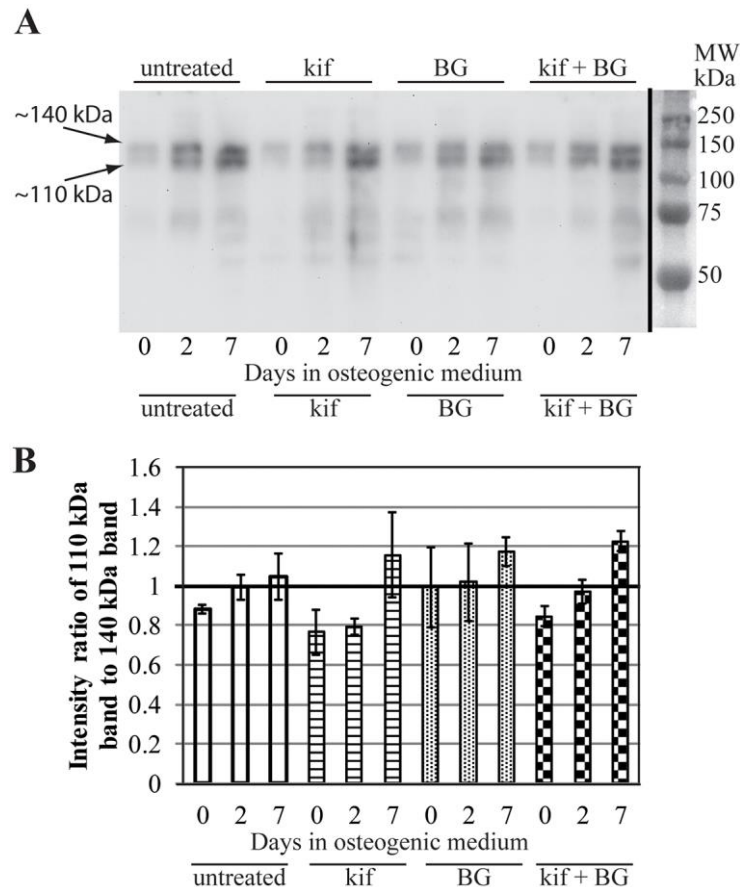 A
untreated kif BG kif + BG
MW
kDa
~140 kDa
~110 kDa
250
150
100
75
50
0 2 7 0 2 7 0 2 7 0 2 7
Days in osteogenic medium
untreated kif BG kif + BG
B
Intensity ratio of 110 kDa
band to 140 kDa band
1.6
1.4
1.2
1
0.8
0.6
0.4
0.2
0
0 2 7 0 2 7 0 2 7 0 2 7
Days in osteogenic medium
untreated kif BG kif + BG